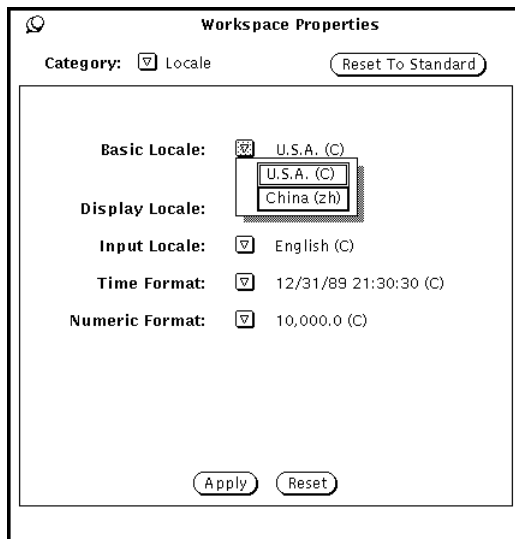 Workspace Properties
Category: Locale Reset To Standard
Basic Locale: U.S.A. (C)
U.S.A. (C)
China (zh)
Display Locale:
Input Locale: English (C)
Time Format: 12/31/89 21:30:30 (C)
Numeric Format: 10,000.0 (C)
Apply Reset